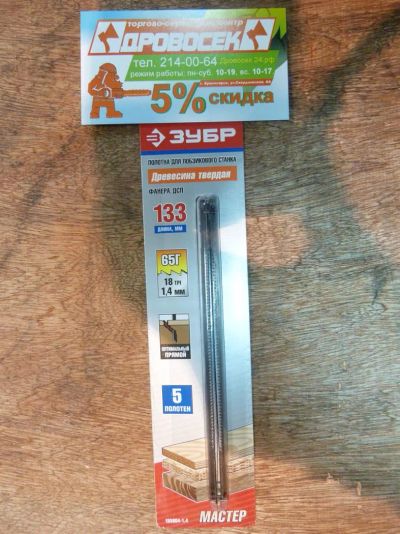 торгово-сервисный центр
ДРОВОСЕК
тел. 214-00-64
Дровосек 24.рф
режим работы: пн-суб. 10-19, вс. 10-17
5% скидка
ЗУБР
ПОЛОТНА ДЛЯ ЛОБЗИКОВОГО СТАНКА
Древесина твердая
ФАНЕРА, ДСП
133
ДЛИНА, ММ
65Г
18 TPI
1,4 ММ
ОПТИМАЛЬНЫЙ
ПРЯМОЙ
5
ПОЛОТЕН
МАСТЕР